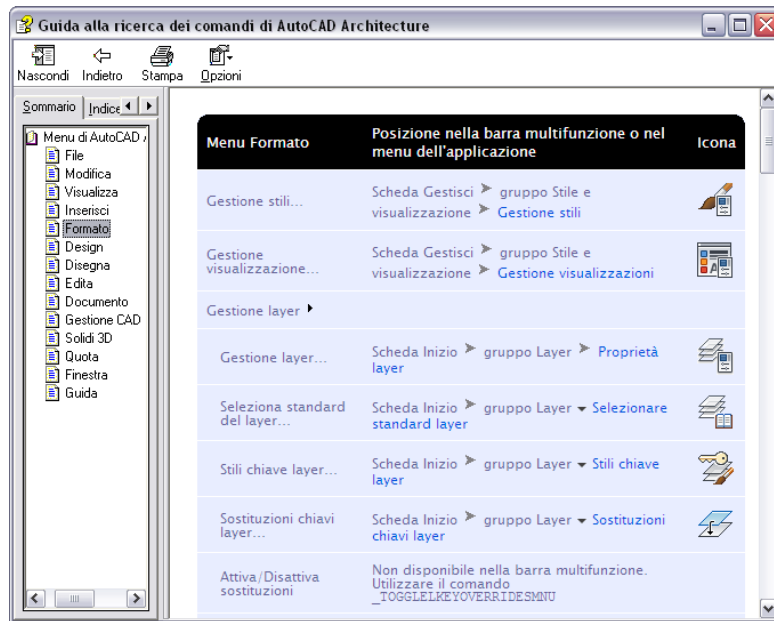 Guida alla ricerca dei comandi di AutoCAD Architecture
Nascondi Indietro Stampa Opzioni
Sommario Indice
Menu di AutoCAD
File
Modifica
Visualizza
Inserisci
Formato
Design
Disegna
Edita
Documento
Gestione CAD
Solidi 3D
Quota
Finestra
Guida
Menu Formato
Posizione nella barra multifunzione o nel
menu dell'applicazione
Icona
Gestione stili...
Scheda Gestisci ➤ gruppo Stile e
visualizzazione ➤ Gestione stili
Gestione
visualizzazione...
Scheda Gestisci ➤ gruppo Stile e
visualizzazione ➤ Gestione visualizzazioni
Gestione layer
Gestione layer...
Scheda Inizio ➤ gruppo Layer ➤ Proprietà
layer
Seleziona standard
del layer...
Scheda Inizio ➤ gruppo Layer Selezionare
standard layer
Stili chiave layer...
Scheda Inizio ➤ gruppo Layer Stili chiave
layer
Sostituzioni chiavi
layer...
Scheda Inizio ➤ gruppo Layer Sostituzioni
chiavi layer
Attiva/Disattiva
sostituzioni
Non disponibile nella barra multifunzione.
Utilizzare il comando
_TOGGLELKEYOVERRIDESMNU